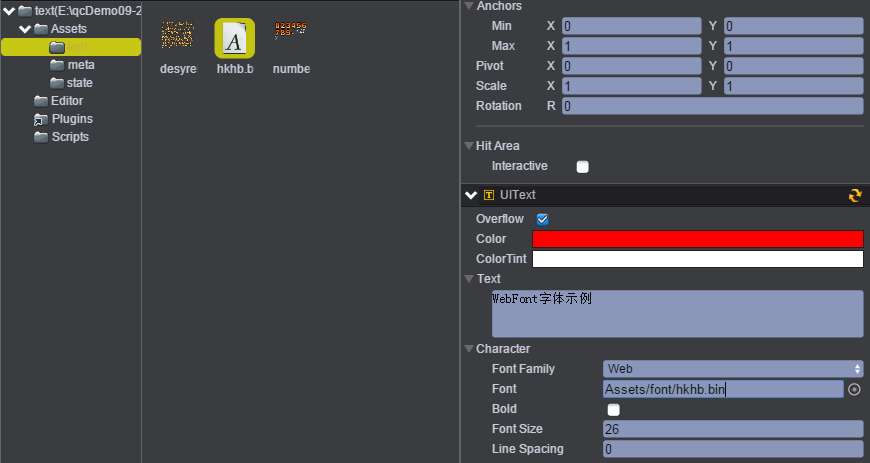 text(E:\qcDemo09-2
Assets
font
meta
state
Editor
Plugins
Scripts
desyrel
hkhb.b
numbe
Anchors
Min X 0 Y 0
Max X 1 Y 1
Pivot X 0 Y 0
Scale X 1 Y 1
Rotation R 0
Hit Area
Interactive
UIText
Overflow
Color
ColorTint
Text
WebFont字体示例
Character
Font Family Web
Font Assets/font/hkhb.bin
Bold
Font Size 26
Line Spacing 0